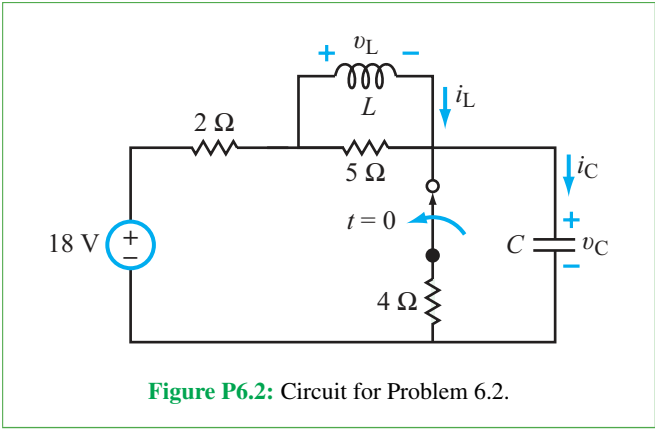 + υL −
L
iL
2 Ω
5 Ω
iC
t = 0
18 V
+
−
C
+
υC
−
4 Ω
Figure P6.2: Circuit for Problem 6.2.